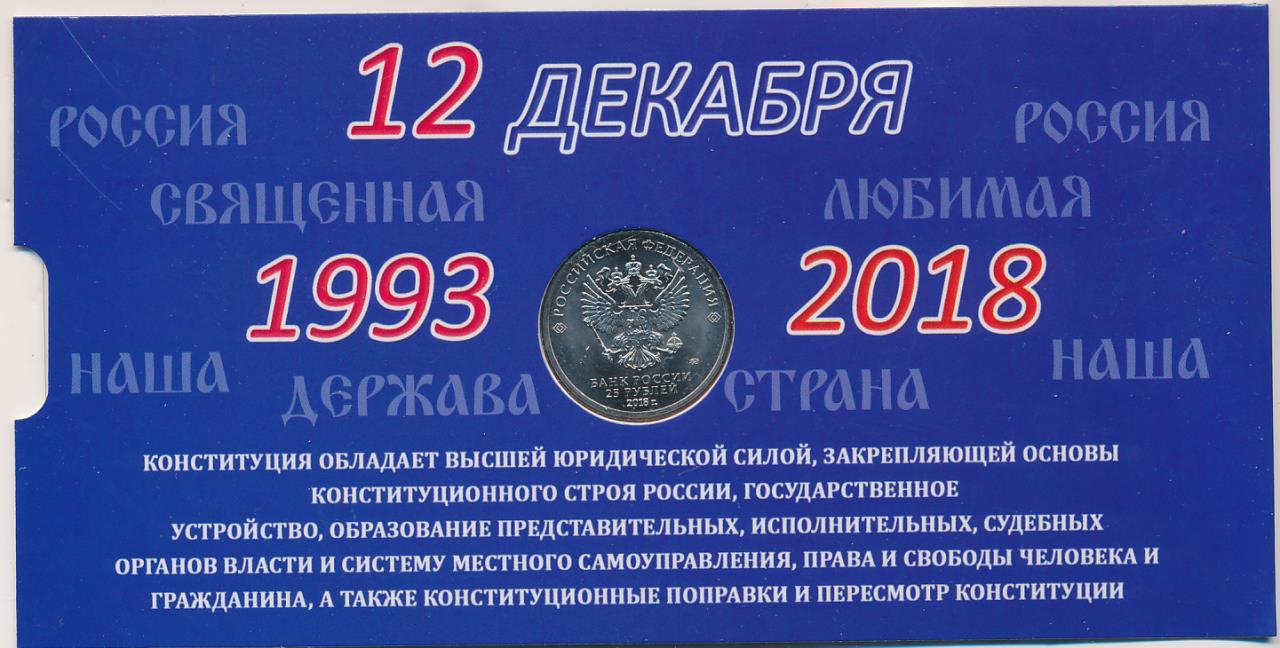 12 ДЕКАБРЯ
РОССИЯ
РОССИЯ
СВЯЩЕННАЯ
ЛЮБИМАЯ
1993
2018
РОССИЙСКАЯ ФЕДЕРАЦИЯ
БАНК РОССИИ
25 РУБЛЕЙ
2018 г.
НАША
ДЕРЖАВА
СТРАНА
НАША
КОНСТИТУЦИЯ ОБЛАДАЕТ ВЫСШЕЙ ЮРИДИЧЕСКОЙ СИЛОЙ, ЗАКРЕПЛЯЮЩЕЙ ОСНОВЫ
КОНСТИТУЦИОННОГО СТРОЯ РОССИИ, ГОСУДАРСТВЕННОЕ
УСТРОЙСТВО, ОБРАЗОВАНИЕ ПРЕДСТАВИТЕЛЬНЫХ, ИСПОЛНИТЕЛЬНЫХ, СУДЕБНЫХ
ОРГАНОВ ВЛАСТИ И СИСТЕМУ МЕСТНОГО САМОУПРАВЛЕНИЯ, ПРАВА И СВОБОДЫ ЧЕЛОВЕКА И
ГРАЖДАНИНА, А ТАКЖЕ КОНСТИТУЦИОННЫЕ ПОПРАВКИ И ПЕРЕСМОТР КОНСТИТУЦИИ